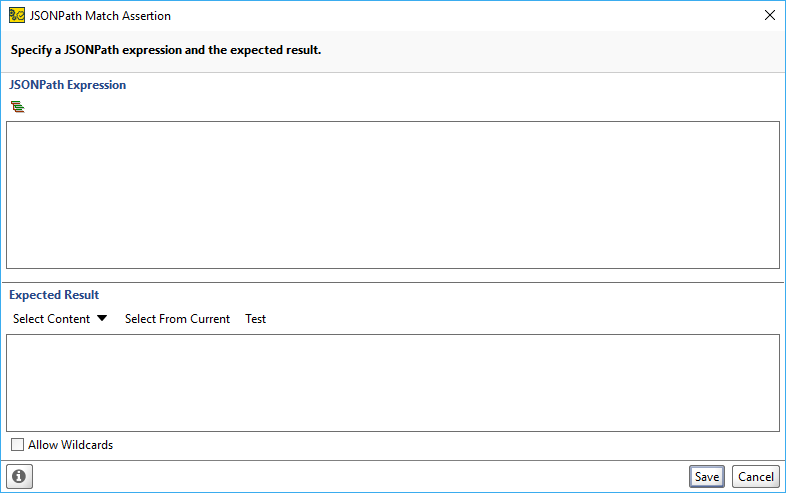 JSONPath Match Assertion
Specify a JSONPath expression and the expected result.
JSONPath Expression
Expected Result
Select Content Select From Current Test
Allow Wildcards
Save Cancel